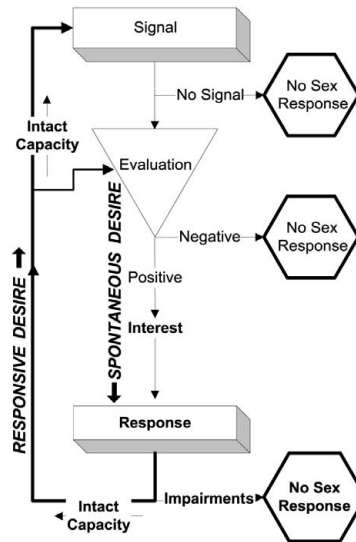 Signal
No Signal
No Sex
Response
Intact
Capacity
Evaluation
Negative
No Sex
Response
Positive
Interest
SPONTANEOUS DESIRE
RESPONSIVE DESIRE
Response
Intact
Capacity
Impairments
No Sex
Response